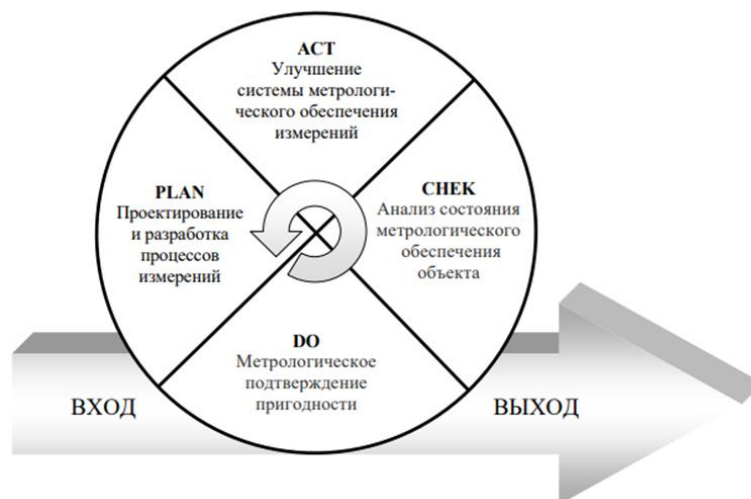 ACT
Улучшение
системы метрологи-
ческого обеспечения
измерений
PLAN
Проектирование
и разработка
процессов
измерений
CHEK
Анализ состояния
метрологического
обеспечения
объекта
DO
Метрологическое
подтверждение
пригодности
ВХОД
ВЫХОД